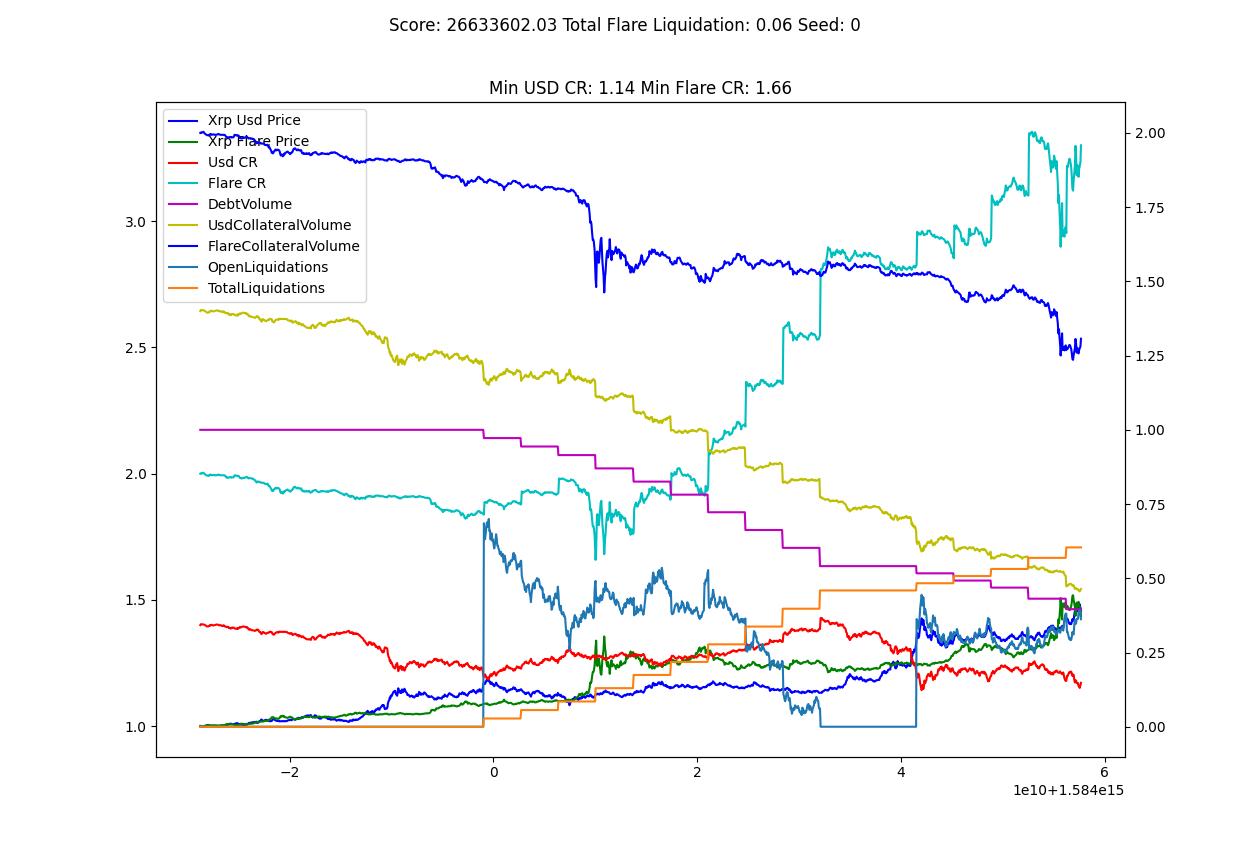 Score: 26633602.03 Total Flare Liquidation: 0.06 Seed: 0
Min USD CR: 1.14 Min Flare CR: 1.66
Xrp Usd Price
Xrp Flare Price
Usd CR
Flare CR
DebtVolume
UsdCollateralVolume
FlareCollateralVolume
OpenLiquidations
TotalLiquidations
3.0
2.5
2.0
1.5
1.0
2.00
1.75
1.50
1.25
1.00
0.75
0.50
0.25
0.00
−2 0 2 4 6
1e10+1.584e15